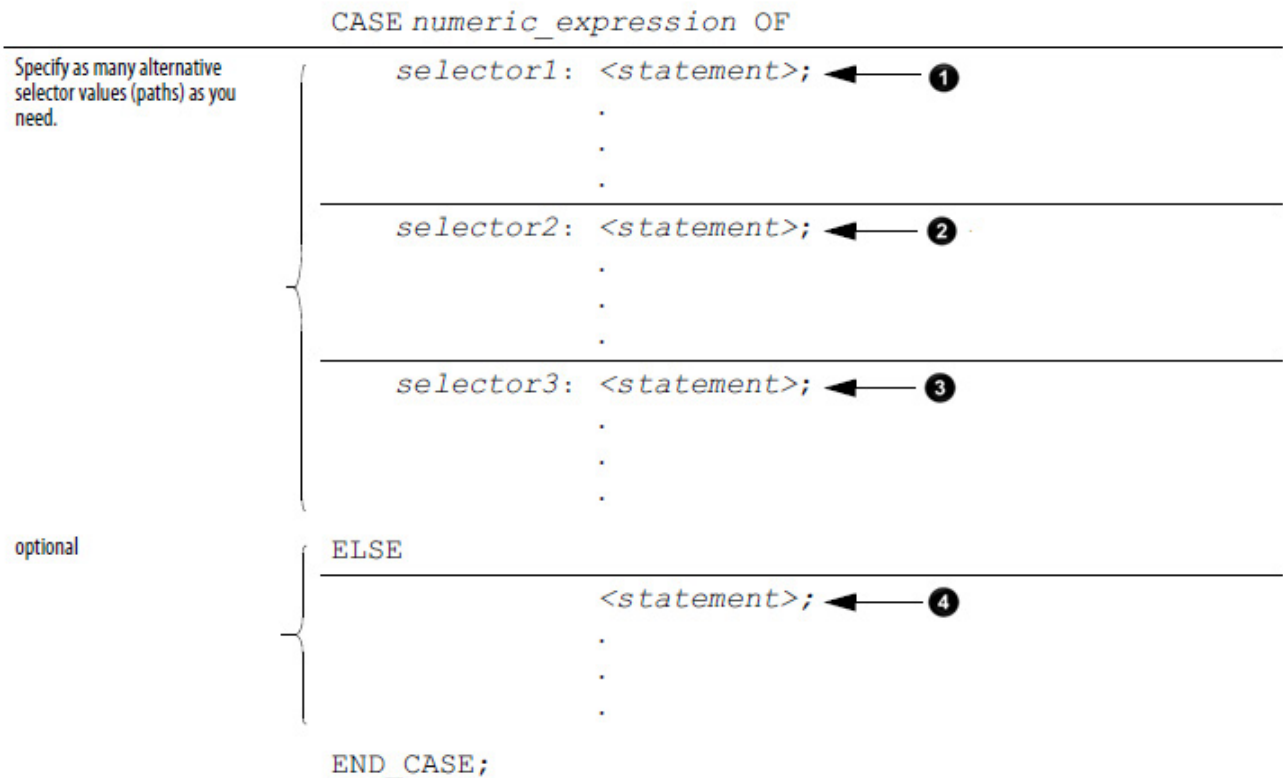 CASE numeric_expression OF
Specify as many alternative
selector values (paths) as you
need.
selector1: <statement>; 1
.
.
.
selector2: <statement>; 2
.
.
.
selector3: <statement>; 3
.
.
.
optional
ELSE
<statement>; 4
.
.
.
END_CASE;